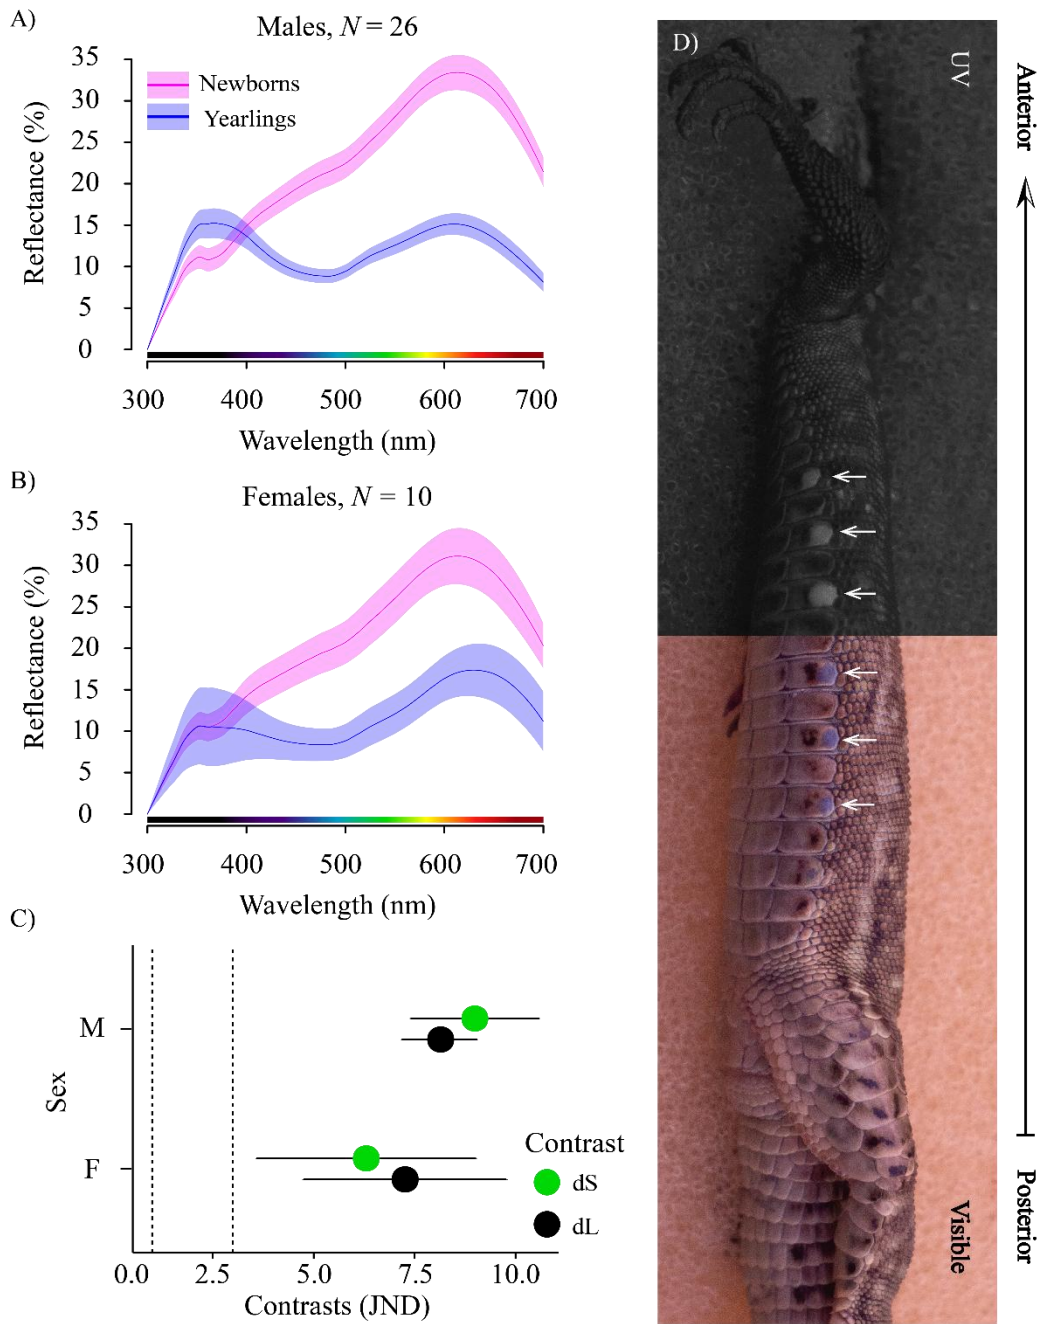 A)
Males, N = 26
Reflectance (%)
35
30
25
20
15
10
5
0
Newborns
Yearlings
300 400 500 600 700
Wavelength (nm)
B)
Females, N = 10
Reflectance (%)
35
30
25
20
15
10
5
0
300 400 500 600 700
Wavelength (nm)
C)
Sex
M
F
Contrast
dS
dL
0.0 2.5 5.0 7.5 10.0
Contrasts (JND)
D)
UV
Visible
Anterior
Posterior